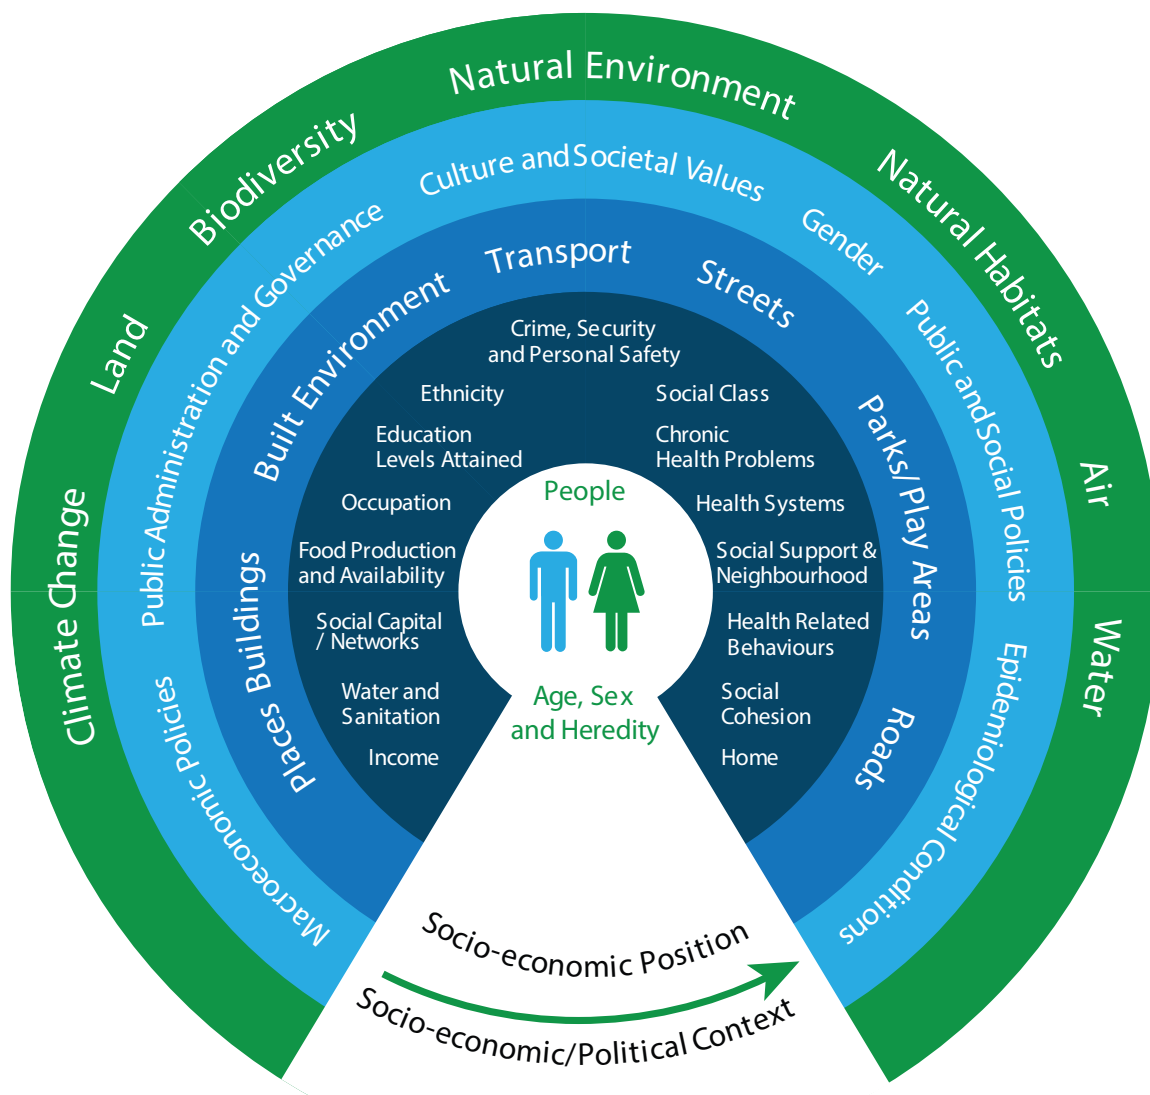 Natural Environment
Biodiversity
Natural Habitats
Land
Air
Climate Change
Water
Culture and Societal Values
Public Administration and Governance
Gender
Public and Social Policies
Macroeconomic Policies
Epidemiological Conditions
Transport
Streets
Built Environment
Parks/ Play Areas
Places Buildings
Roads
Crime, Security
and Personal Safety
Ethnicity
Social Class
Education
Levels Attained
Chronic
Health Problems
Occupation
Health Systems
Food Production
and Availability
Social Support &
Neighbourhood
Social Capital
/ Networks
Health Related
Behaviours
Water and
Sanitation
Social
Cohesion
Income
Home
People
Age, Sex
and Heredity
Socio-economic Position
Socio-economic/Political Context